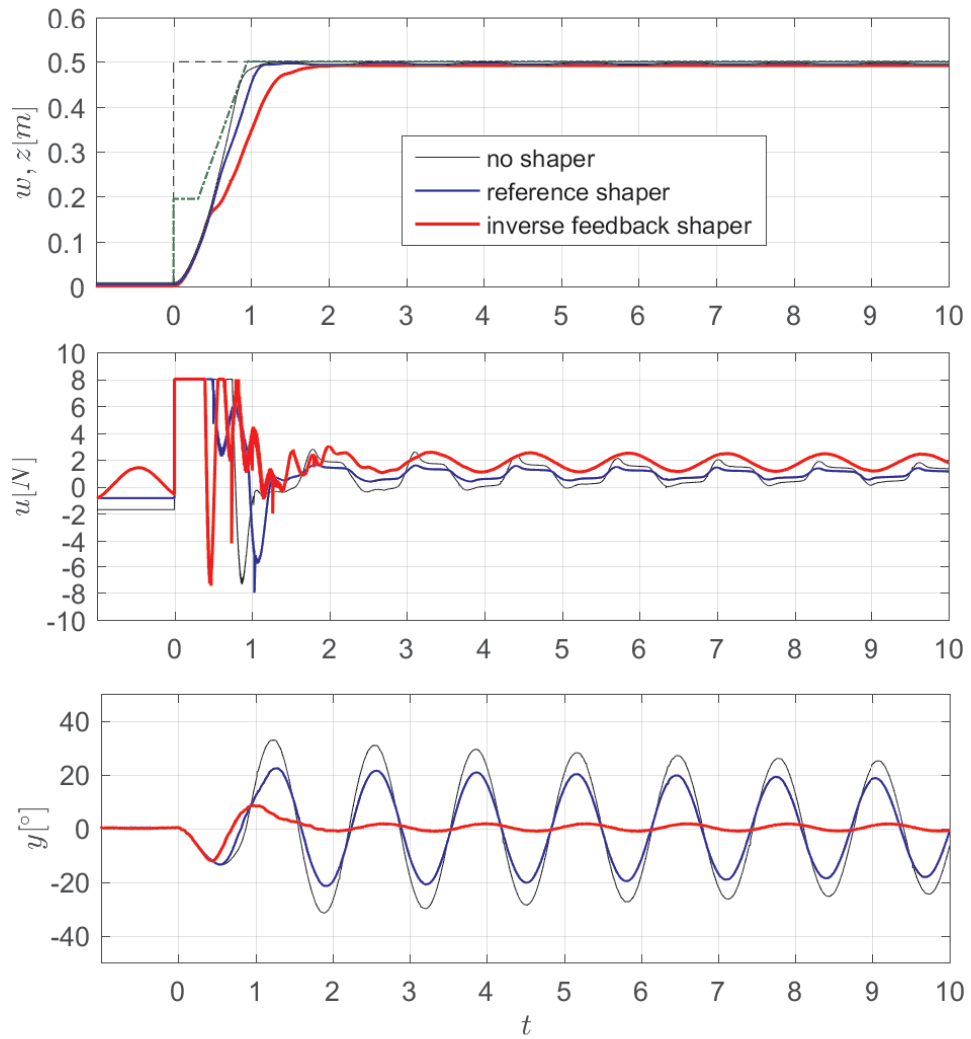 0.6
0.5
0.4
0.3
0.2
0.1
0
w, z[m]
no shaper
reference shaper
inverse feedback shaper
0 1 2 3 4 5 6 7 8 9 10
10
8
6
4
2
0
-2
-4
-6
-8
-10
u[N]
0 1 2 3 4 5 6 7 8 9 10
40
20
0
-20
-40
y[°]
0 1 2 3 4 5 6 7 8 9 10
t